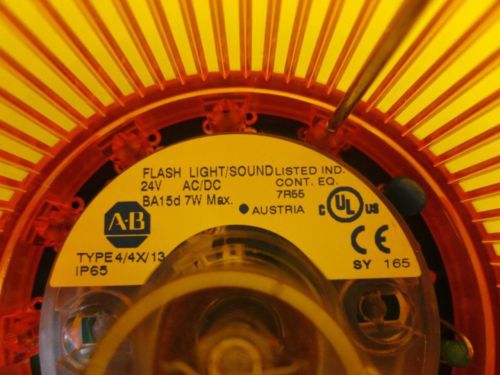 FLASH LIGHT/SOUND LISTED IND.
24V AC/DC CONT. EQ.
BA15d 7W Max. 7R55
AUSTRIA
A-B
C UL US
TYPE 4/4X/13
IP65
CE
SY 165